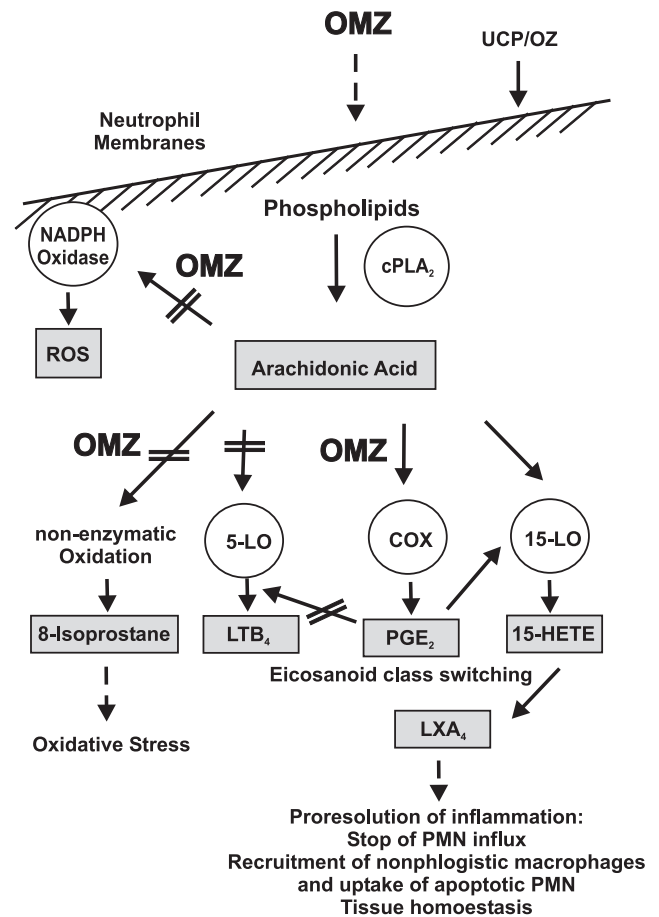 OMZ
UCP/OZ
Neutrophil
Membranes
Phospholipids
NADPH
Oxidase
OMZ
cPLA₂
ROS
Arachidonic Acid
OMZ
OMZ
non-enzymatic
Oxidation
5-LO
COX
15-LO
8-Isoprostane
LTB₄
PGE₂
15-HETE
Eicosanoid class switching
Oxidative Stress
LXA₄
Proresolution of inflammation:
Stop of PMN influx
Recruitment of nonphlogistic macrophages
and uptake of apoptotic PMN
Tissue homoestasis